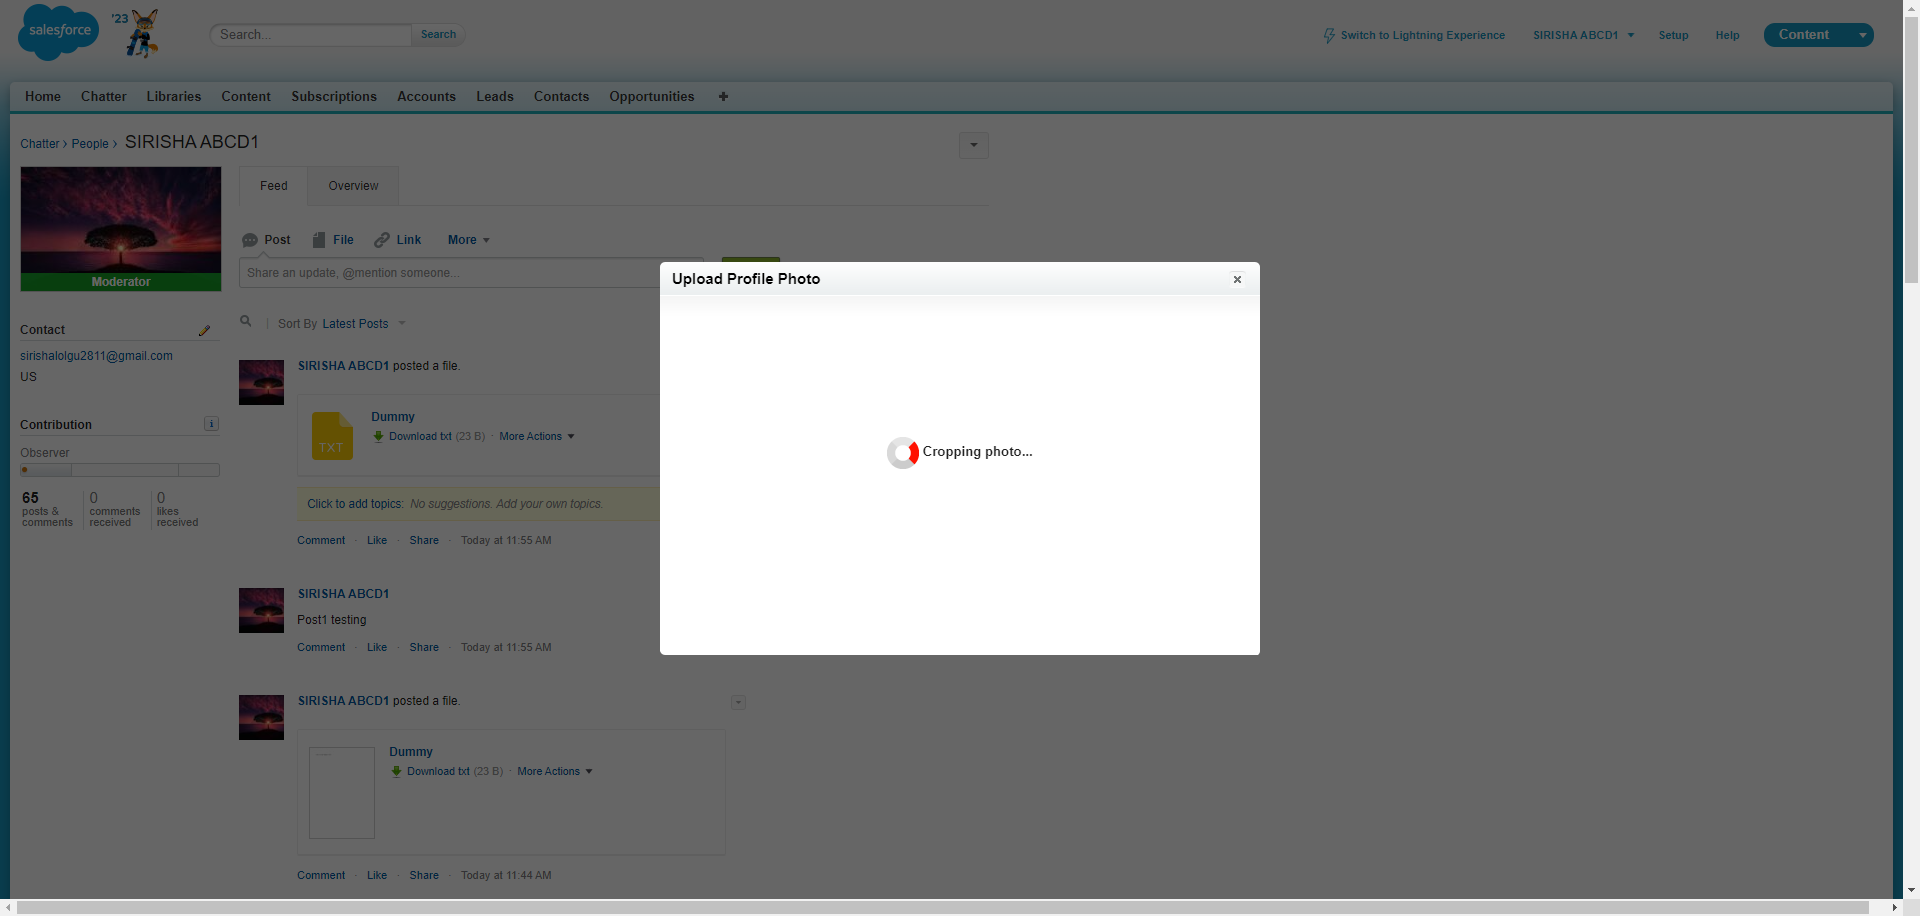 salesforce
'23
Search...
Search
Switch to Lightning Experience
SIRISHA ABCD1
Setup
Help
Content
Home
Chatter
Libraries
Content
Subscriptions
Accounts
Leads
Contacts
Opportunities
+
Chatter › People › SIRISHA ABCD1
Moderator
Contact
sirishalolgu2811@gmail.com
US
Contribution
i
Observer
65
posts &
comments
0
comments
received
0
likes
received
Feed
Overview
Post
File
Link
More
Share an update, @mention someone...
Sort By Latest Posts
SIRISHA ABCD1 posted a file.
TXT
Dummy
Download txt (23 B) · More Actions
Click to add topics: No suggestions. Add your own topics.
Comment · Like · Share · Today at 11:55 AM
SIRISHA ABCD1
Post1 testing
Comment · Like · Share · Today at 11:55 AM
SIRISHA ABCD1 posted a file.
Dummy
Download txt (23 B) · More Actions
Comment · Like · Share · Today at 11:44 AM
Upload Profile Photo
Cropping photo...